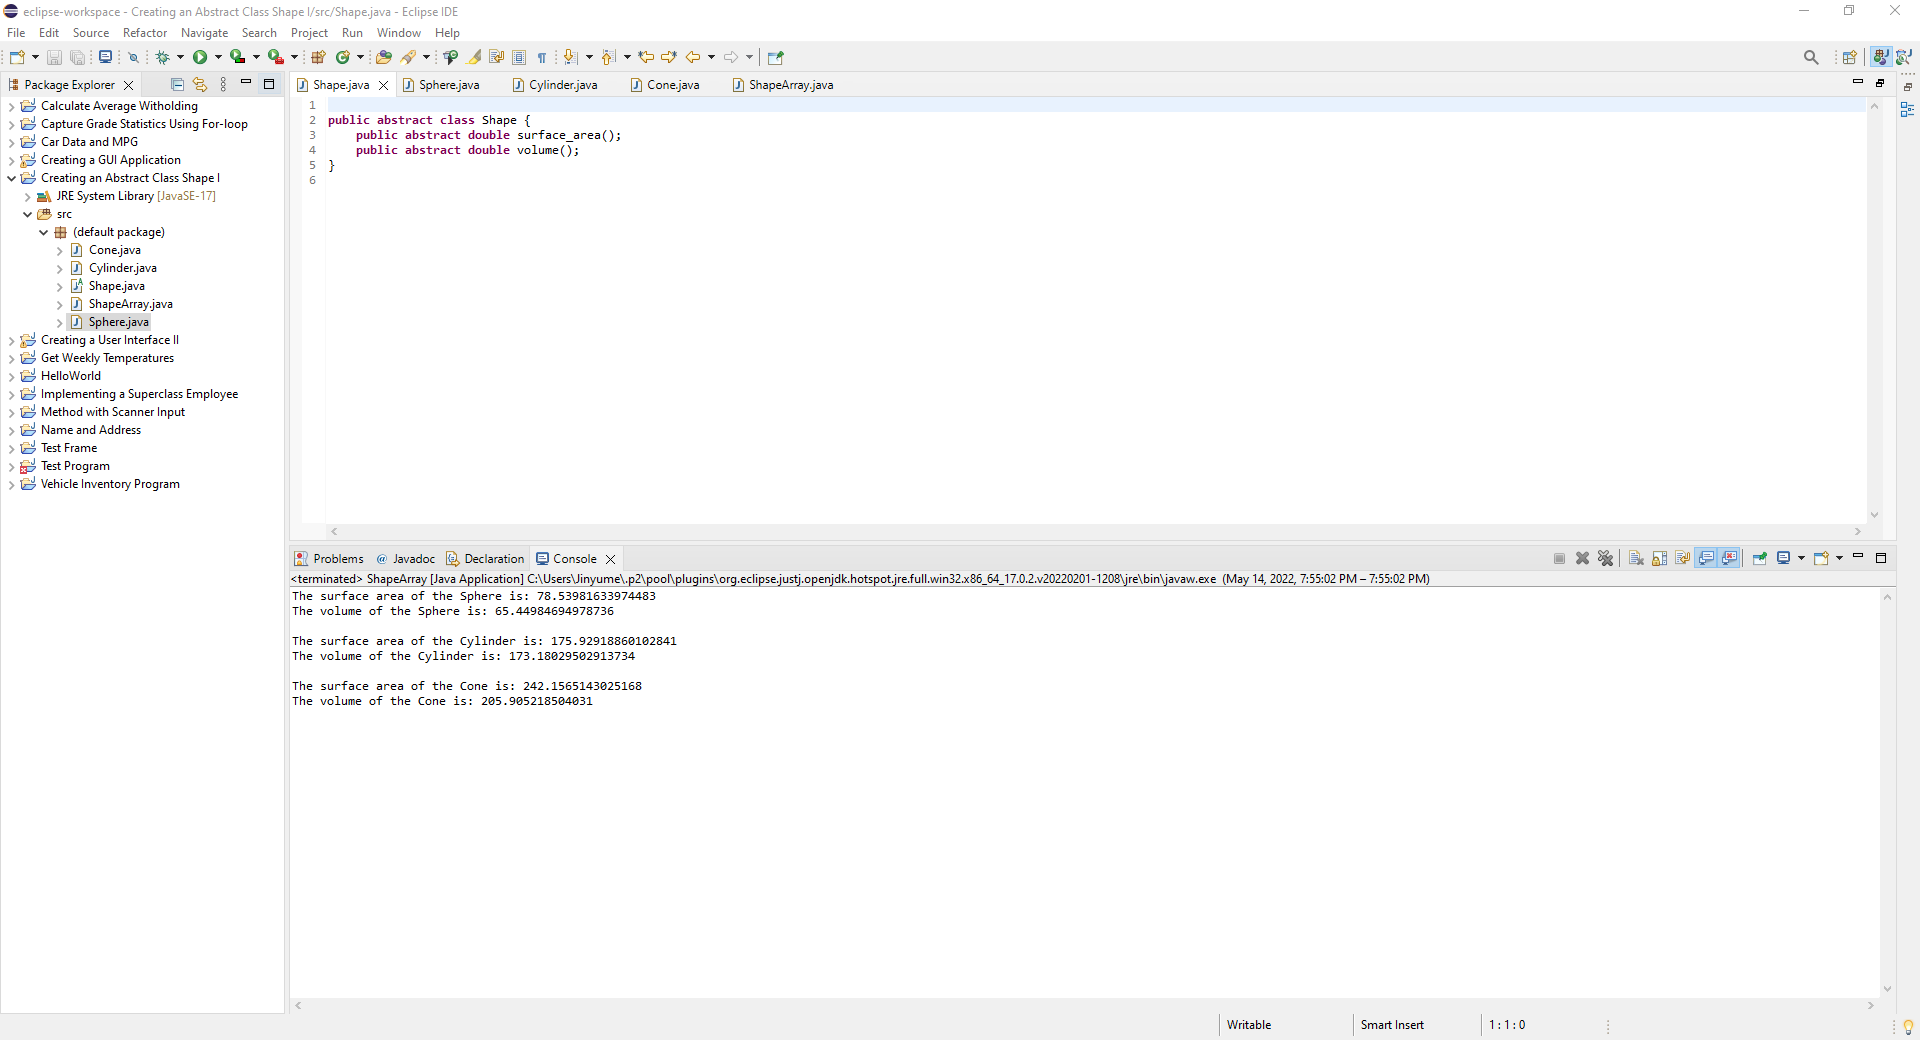 eclipse-workspace - Creating an Abstract Class Shape I/src/Shape.java - Eclipse IDE
File Edit Source Refactor Navigate Search Project Run Window Help
Package Explorer
Calculate Average Witholding
Capture Grade Statistics Using For-loop
Car Data and MPG
Creating a GUI Application
Creating an Abstract Class Shape I
JRE System Library [JavaSE-17]
src
(default package)
Cone.java
Cylinder.java
Shape.java
ShapeArray.java
Sphere.java
Creating a User Interface II
Get Weekly Temperatures
HelloWorld
Implementing a Superclass Employee
Method with Scanner Input
Name and Address
Test Frame
Test Program
Vehicle Inventory Program
Shape.java Sphere.java Cylinder.java Cone.java ShapeArray.java
1
2 public abstract class Shape {
3 public abstract double surface_area();
4 public abstract double volume();
5 }
6
Problems @ Javadoc Declaration Console
<terminated> ShapeArray [Java Application] C:\Users\Jinyume\.p2\pool\plugins\org.eclipse.justj.openjdk.hotspot.jre.full.win32.x86_64_17.0.2.v20220201-1208\jre\bin\javaw.exe (May 14, 2022, 7:55:02 PM – 7:55:02 PM)
The surface area of the Sphere is: 78.53981633974483
The volume of the Sphere is: 65.44984694978736
The surface area of the Cylinder is: 175.92918860102841
The volume of the Cylinder is: 173.18029502913734
The surface area of the Cone is: 242.1565143025168
The volume of the Cone is: 205.905218504031
Writable Smart Insert 1 : 1 : 0